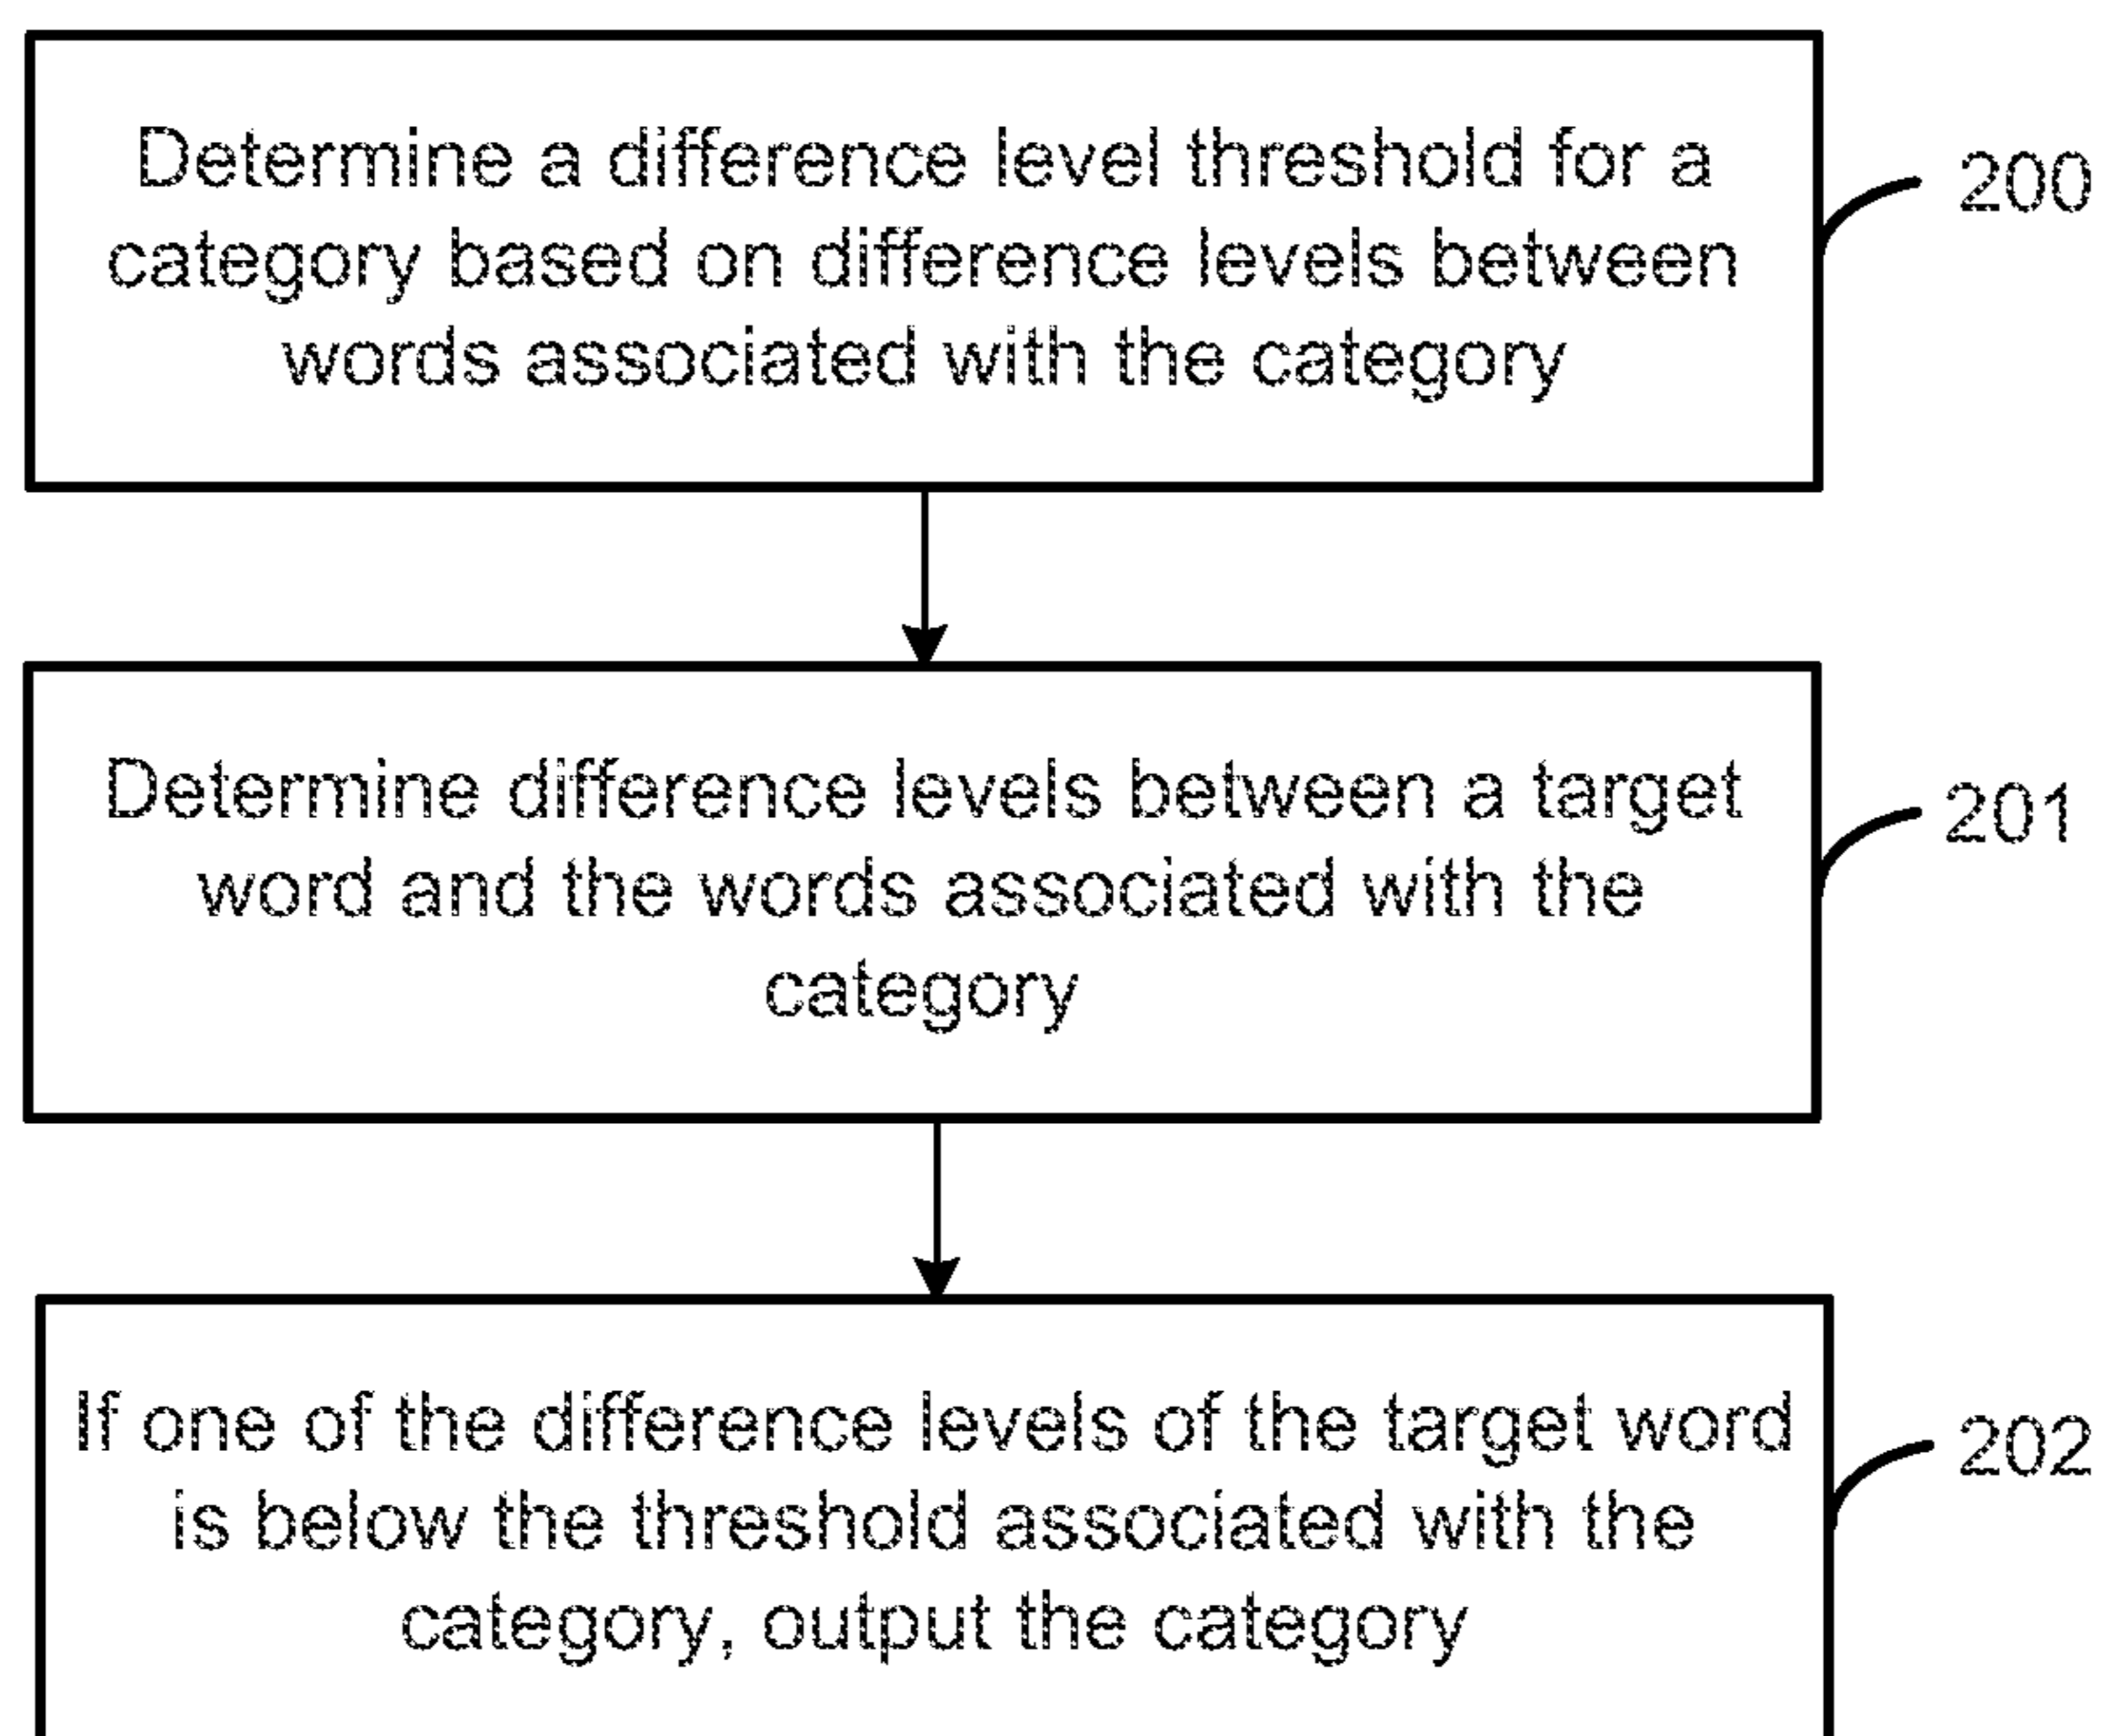 Determine a difference level threshold for a
category based on difference levels between
words associated with the category
200
Determine difference levels between a target
word and the words associated with the
category
201
If one of the difference levels of the target word
is below the threshold associated with the
category, output the category
202